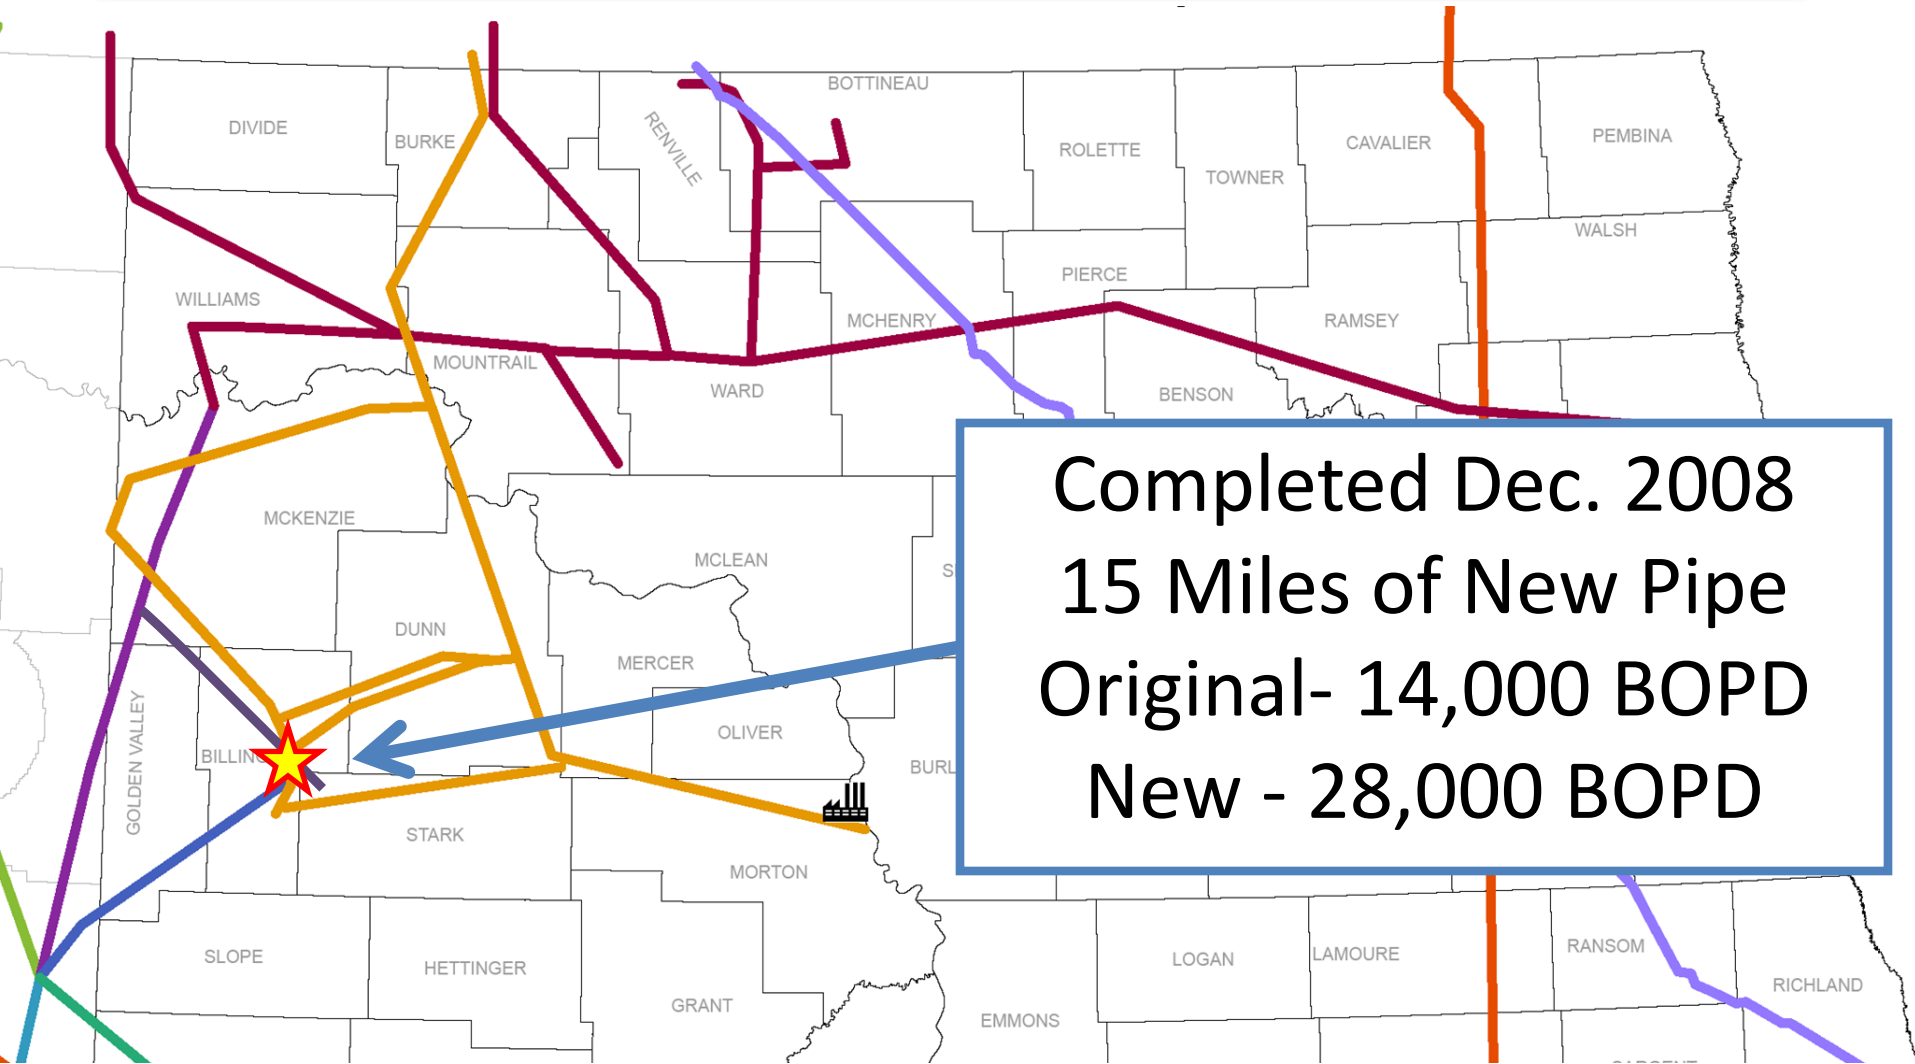 BOTTINEAU
DIVIDE
BURKE
RENVILLE
ROLETTE
CAVALIER
PEMBINA
TOWNER
WALSH
PIERCE
WILLIAMS
MCHENRY
RAMSEY
MOUNTRAIL
WARD
BENSON
Completed Dec. 2008
15 Miles of New Pipe
Original- 14,000 BOPD
New - 28,000 BOPD
MCKENZIE
MCLEAN
S
DUNN
MERCER
GOLDEN VALLEY
BILLING
OLIVER
BURL
STARK
MORTON
SLOPE
HETTINGER
GRANT
LOGAN
LAMOURE
RANSOM
RICHLAND
EMMONS